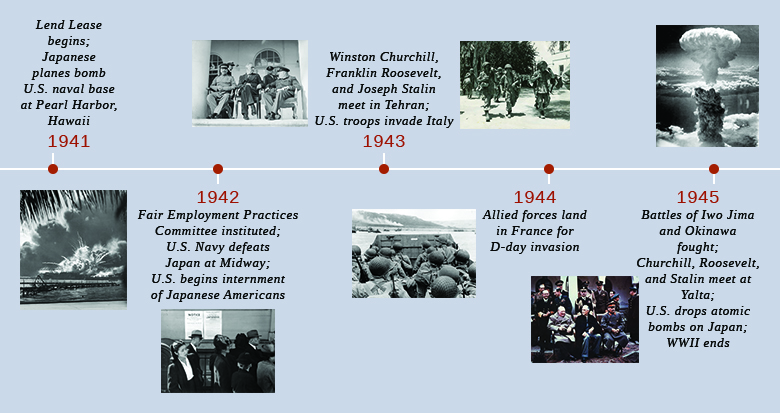 Lend Lease
begins;
Japanese
planes bomb
U.S. naval base
at Pearl Harbor,
Hawaii
1941
1942
Fair Employment Practices
Committee instituted;
U.S. Navy defeats
Japan at Midway;
U.S. begins internment
of Japanese Americans
Winston Churchill,
Franklin Roosevelt,
and Joseph Stalin
meet in Tehran;
U.S. troops invade Italy
1943
1944
Allied forces land
in France for
D-day invasion
1945
Battles of Iwo Jima
and Okinawa
fought;
Churchill, Roosevelt,
and Stalin meet at
Yalta;
U.S. drops atomic
bombs on Japan;
WWII ends